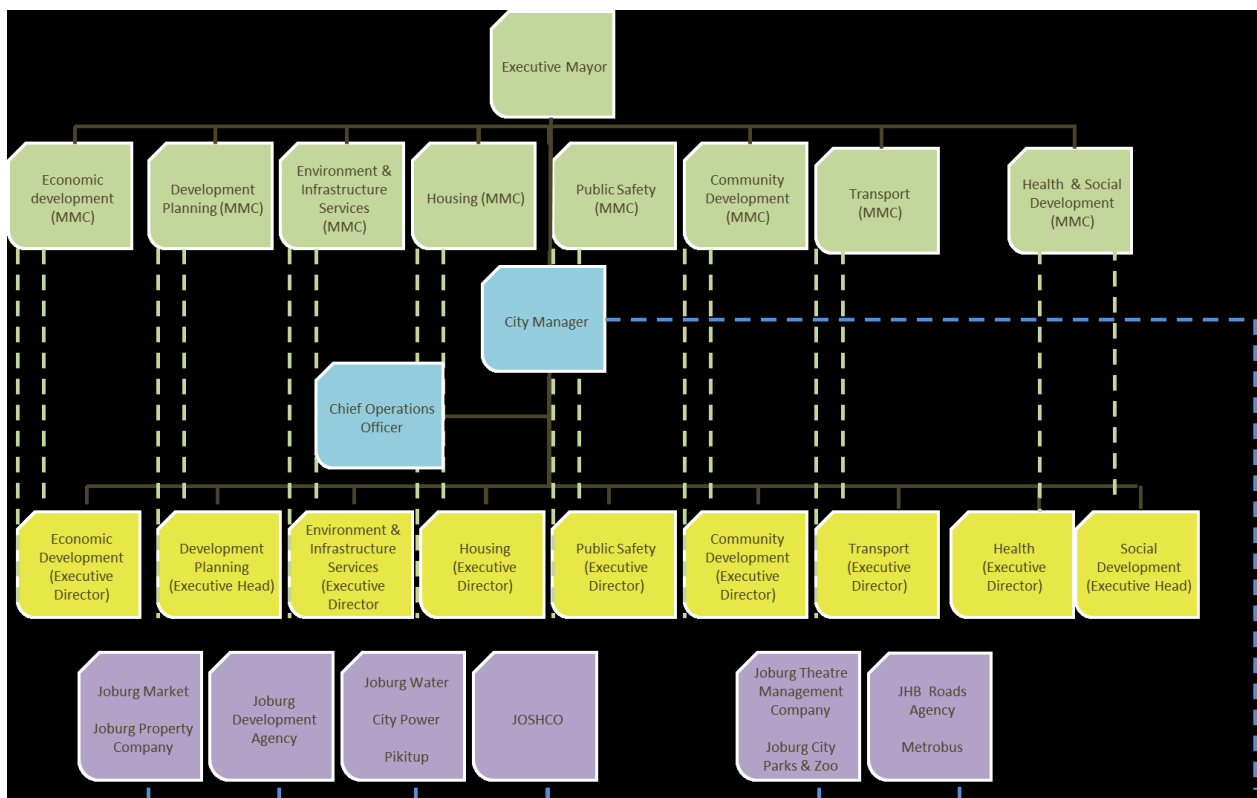 Executive Mayor
Economic
development
(MMC)
Development
Planning (MMC)
Environment &
Infrastructure
Services
(MMC)
Housing (MMC)
Public Safety
(MMC)
Community
Development
(MMC)
Transport
(MMC)
Health & Social
Development
(MMC)
City Manager
Chief Operations
Officer
Economic
Development
(Executive
Director)
Development
Planning
(Executive Head)
Environment &
Infrastructure
Services
(Executive
Director
Housing
(Executive
Director)
Public Safety
(Executive
Director)
Community
Development
(Executive
Director)
Transport
(Executive
Director)
Health
(Executive
Director)
Social
Development
(Executive Head)
Joburg Market
Joburg Property
Company
Joburg
Development
Agency
Joburg Water
City Power
Pikitup
JOSHCO
Joburg Theatre
Management
Company
Joburg City
Parks & Zoo
JHB Roads
Agency
Metrobus